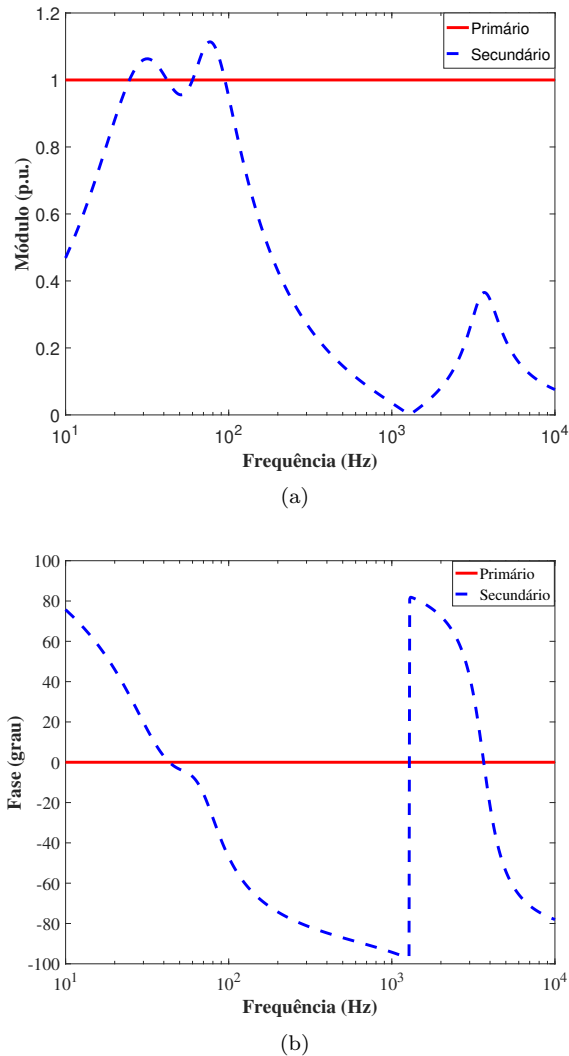 1.2
1
0.8
0.6
0.4
0.2
0
Módulo (p.u.)
Primário
Secundário
10^1
10^2
10^3
10^4
Frequência (Hz)
(a)
100
80
60
40
20
0
-20
-40
-60
-80
-100
Fase (grau)
Primário
Secundário
10^1
10^2
10^3
10^4
Frequência (Hz)
(b)